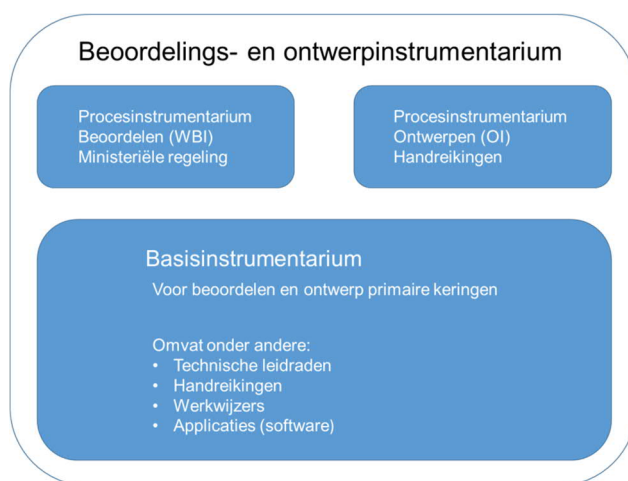 Beoordelings- en ontwerpinstrumentarium
Procesinstrumentarium
Beoordelen (WBI)
Ministeriële regeling
Procesinstrumentarium
Ontwerpen (OI)
Handreikingen
Basisinstrumentarium
Voor beoordelen en ontwerp primaire keringen
Omvat onder andere:
• Technische leidraden
• Handreikingen
• Werkwijzers
• Applicaties (software)